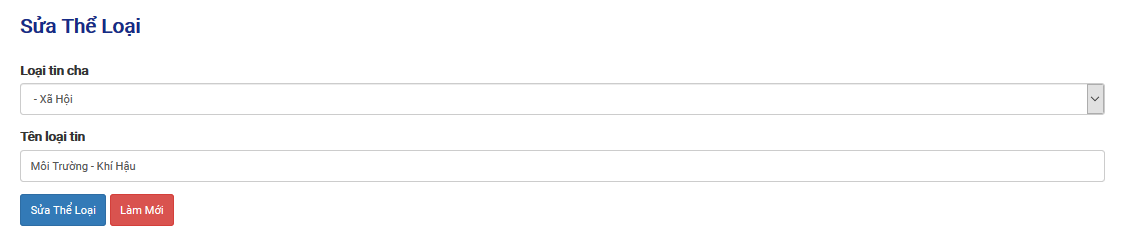 Sửa Thể Loại
Loại tin cha
- Xã Hội
Tên loại tin
Môi Trường - Khí Hậu
Sửa Thể Loại Làm Mới